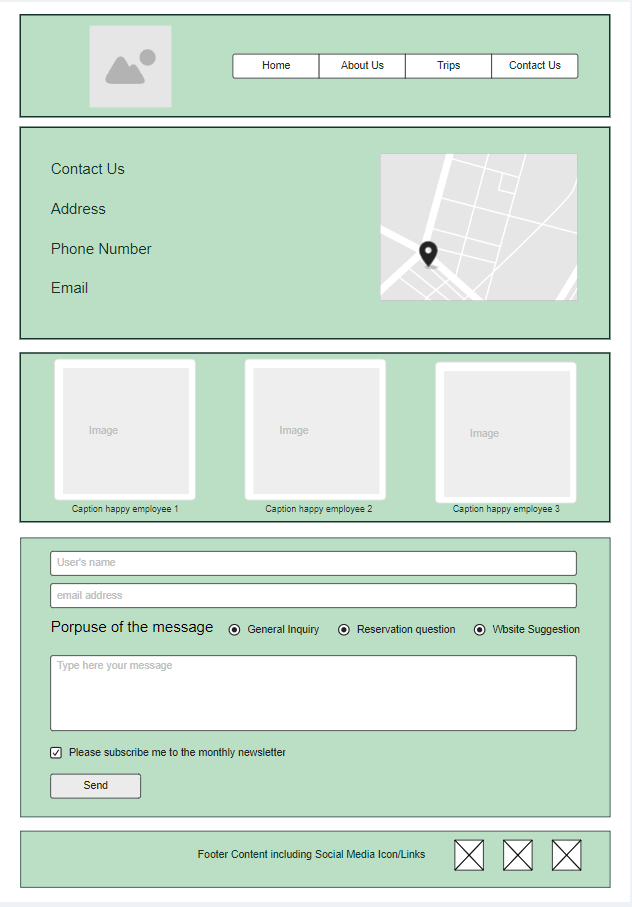 Home About Us Trips Contact Us
Contact Us
Address
Phone Number
Email
Image Image Image
Caption happy employee 1 Caption happy employee 2 Caption happy employee 3
User's name
email address
Porpuse of the message General Inquiry Reservation question Wbsite Suggestion
Type here your message
Please subscribe me to the monthly newsletter
Send
Footer Content including Social Media Icon/Links